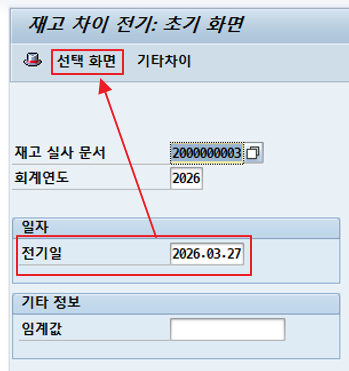 재고 차이 전기: 초기 화면
선택 화면 기타차이
재고 실사 문서 2000000003
회계연도 2026
일자
전기일 2026.03.27
기타 정보
임계값